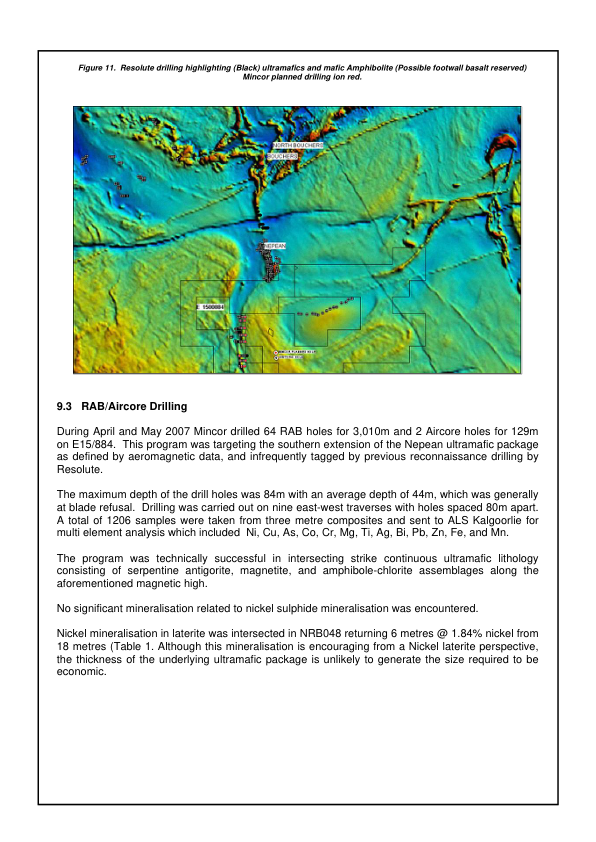 Figure 11. Resolute drilling highlighting (Black) ultramafics and mafic Amphibolite (Possible footwall basalt reserved)
Mincor planned drilling ion red.
NORTH BOUCHERS
BOUCHERS
NEPEAN
E 1500884
9.3 RAB/Aircore Drilling
During April and May 2007 Mincor drilled 64 RAB holes for 3,010m and 2 Aircore holes for 129m
on E15/884. This program was targeting the southern extension of the Nepean ultramafic package
as defined by aeromagnetic data, and infrequently tagged by previous reconnaissance drilling by
Resolute.
The maximum depth of the drill holes was 84m with an average depth of 44m, which was generally
at blade refusal. Drilling was carried out on nine east-west traverses with holes spaced 80m apart.
A total of 1206 samples were taken from three metre composites and sent to ALS Kalgoorlie for
multi element analysis which included Ni, Cu, As, Co, Cr, Mg, Ti, Ag, Bi, Pb, Zn, Fe, and Mn.
The program was technically successful in intersecting strike continuous ultramafic lithology
consisting of serpentine antigorite, magnetite, and amphibole-chlorite assemblages along the
aforementioned magnetic high.
No significant mineralisation related to nickel sulphide mineralisation was encountered.
Nickel mineralisation in laterite was intersected in NRB048 returning 6 metres @ 1.84% nickel from
18 metres (Table 1. Although this mineralisation is encouraging from a Nickel laterite perspective,
the thickness of the underlying ultramafic package is unlikely to generate the size required to be
economic.